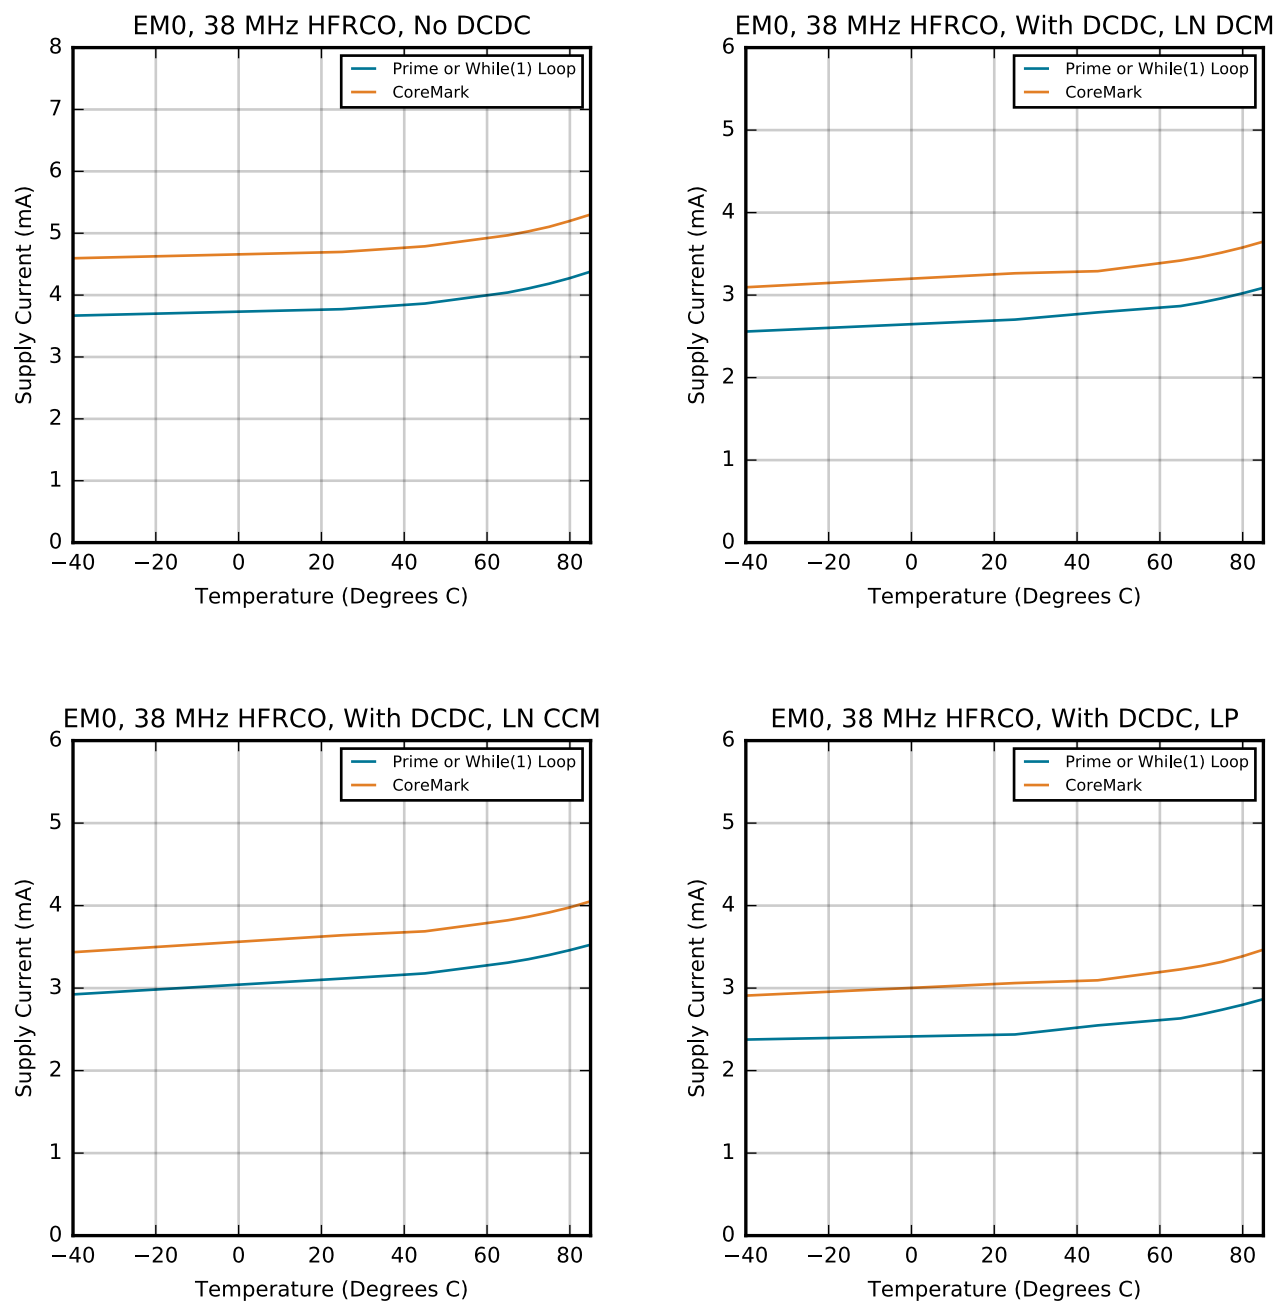 EM0, 38 MHz HFRCO, No DCDC
8
7
6
5
4
3
2
1
0
Supply Current (mA)
Prime or While(1) Loop
CoreMark
−40 −20 0 20 40 60 80
Temperature (Degrees C)
EM0, 38 MHz HFRCO, With DCDC, LN DCM
6
5
4
3
2
1
0
Supply Current (mA)
Prime or While(1) Loop
CoreMark
−40 −20 0 20 40 60 80
Temperature (Degrees C)
EM0, 38 MHz HFRCO, With DCDC, LN CCM
6
5
4
3
2
1
0
Supply Current (mA)
Prime or While(1) Loop
CoreMark
−40 −20 0 20 40 60 80
Temperature (Degrees C)
EM0, 38 MHz HFRCO, With DCDC, LP
6
5
4
3
2
1
0
Supply Current (mA)
Prime or While(1) Loop
CoreMark
−40 −20 0 20 40 60 80
Temperature (Degrees C)